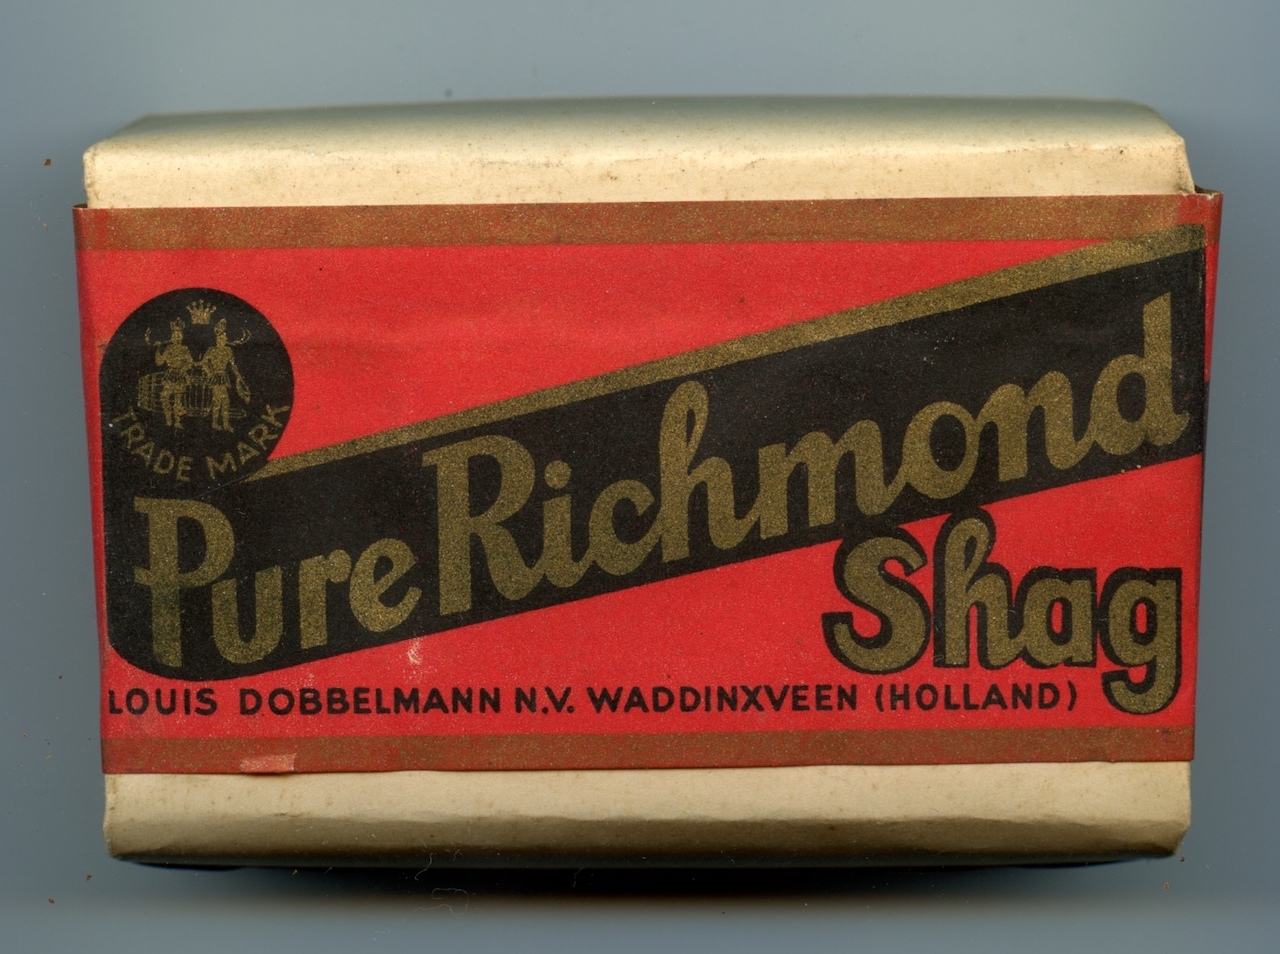 TRADE MARK
Pure Richmond
Shag
LOUIS DOBBELMANN N.V. WADDINXVEEN (HOLLAND)